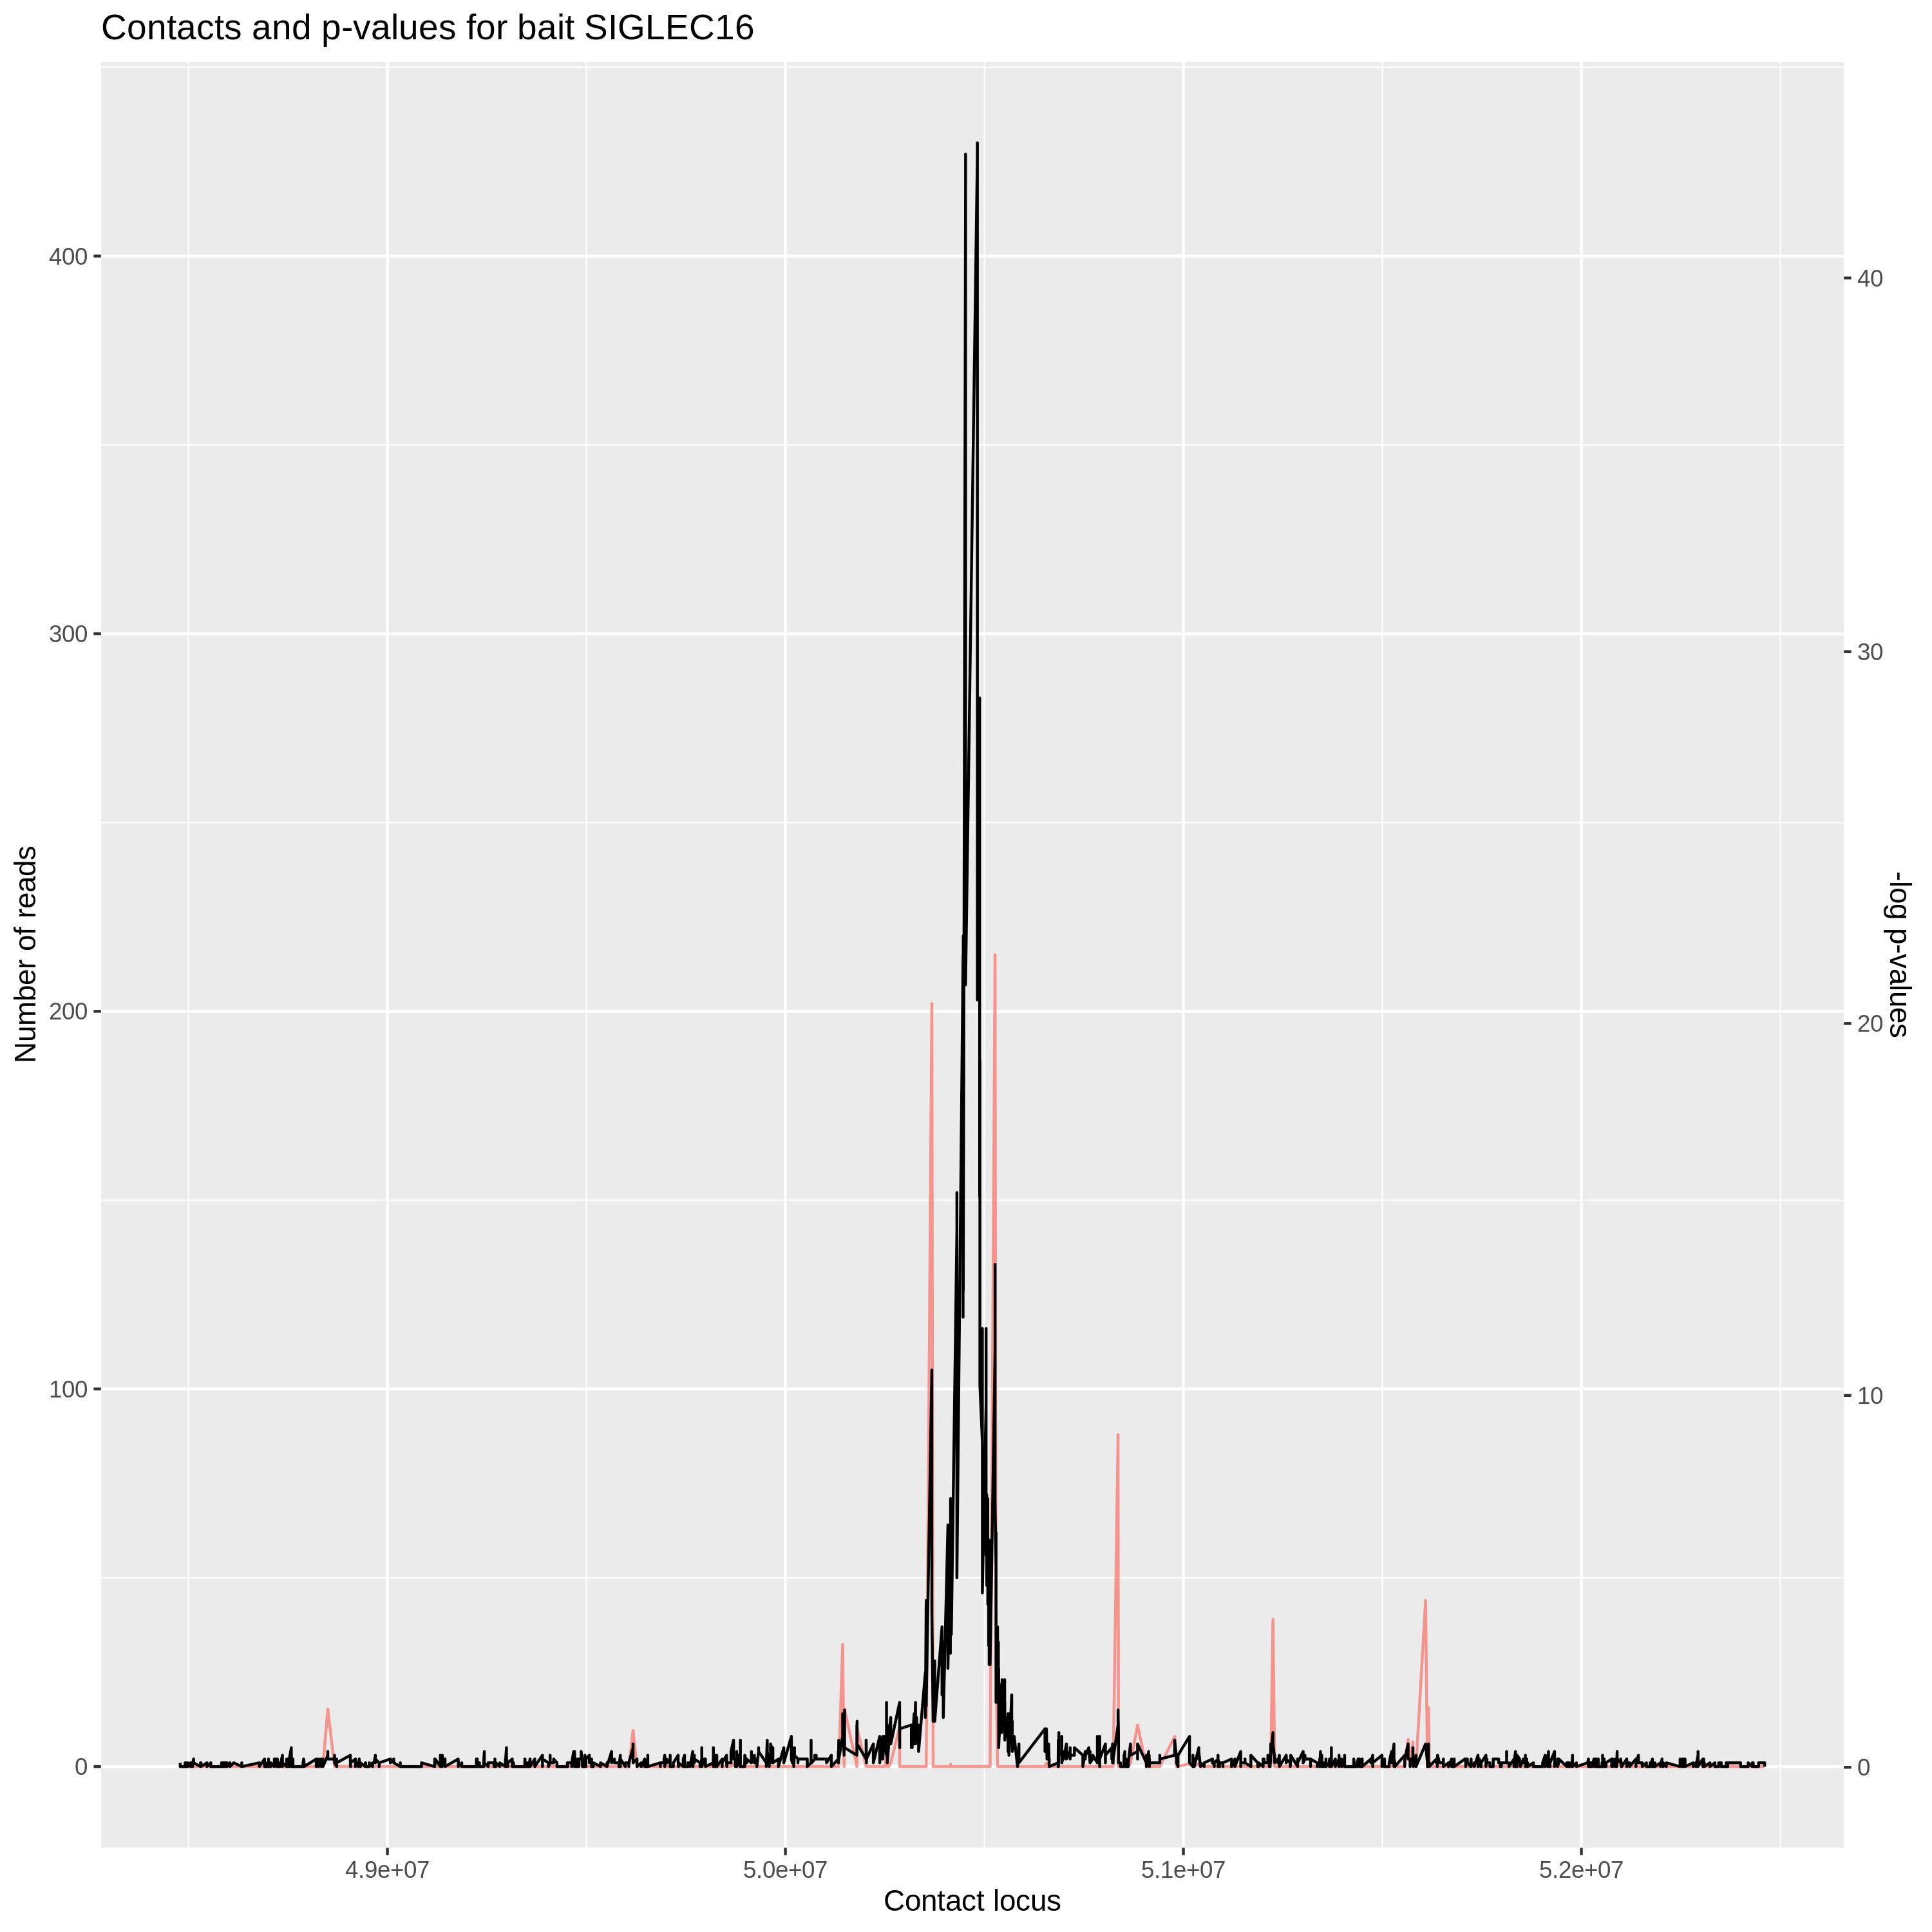 Contacts and p-values for bait SIGLEC16
400
300
200
100
0
Number of reads
40
30
20
10
0
-log p-values
4.9e+07 5.0e+07 5.1e+07 5.2e+07
Contact locus